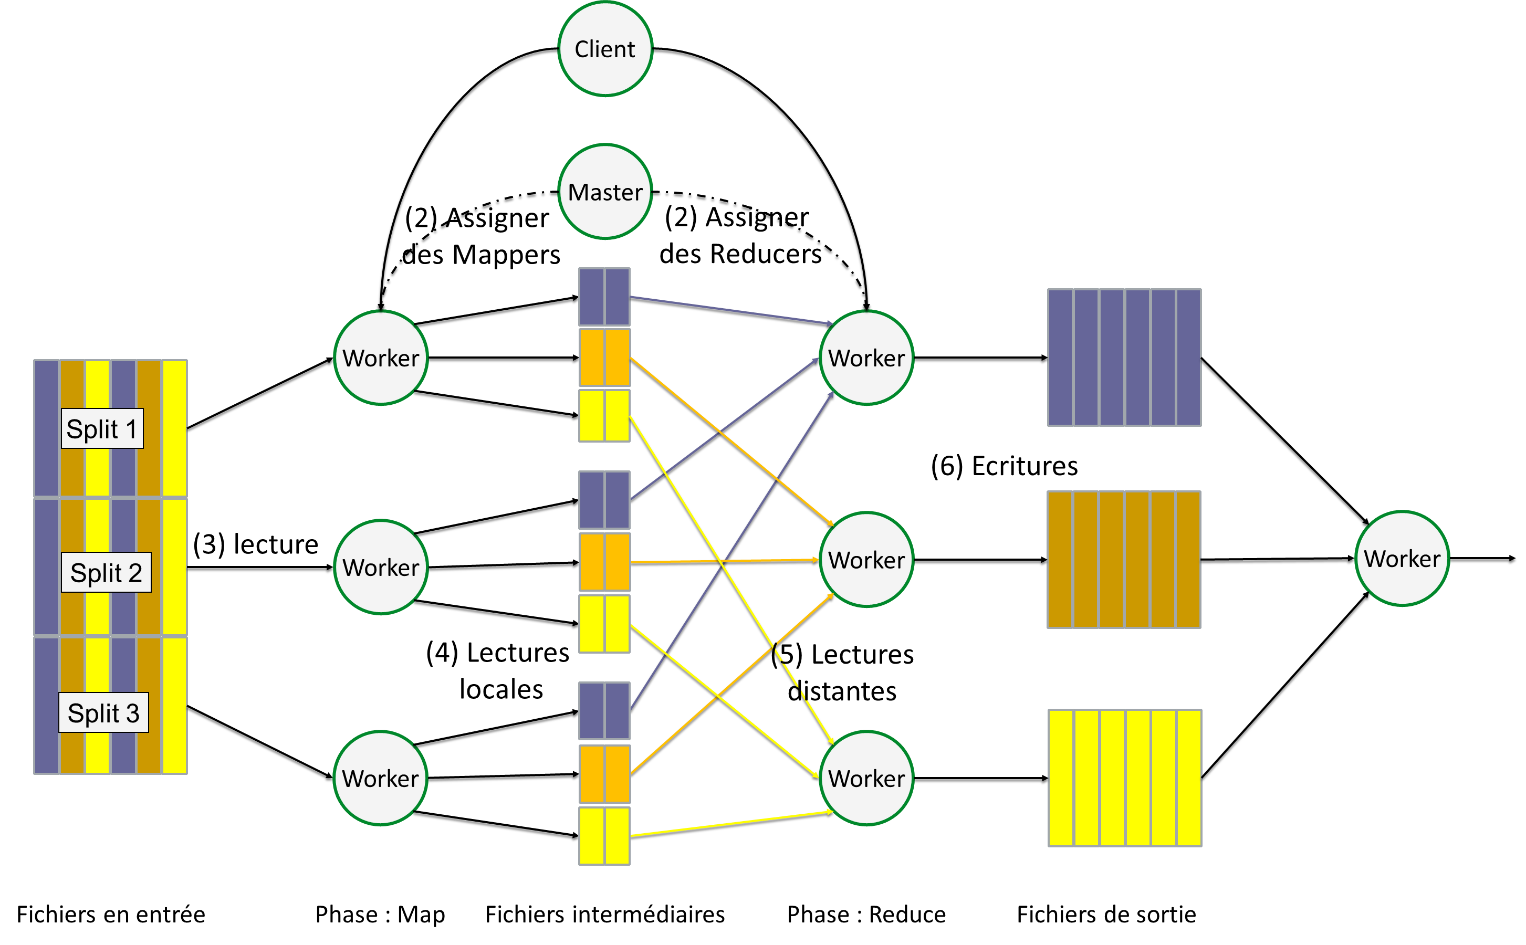 Client
Master
(2) Assigner
des Mappers
(2) Assigner
des Reducers
Worker
Worker
Split 1
(6) Ecritures
(3) lecture
Split 2
Worker
Worker
Worker
(4) Lectures
locales
(5) Lectures
distantes
Split 3
Worker
Worker
Fichiers en entrée
Phase : Map
Fichiers intermédiaires
Phase : Reduce
Fichiers de sortie